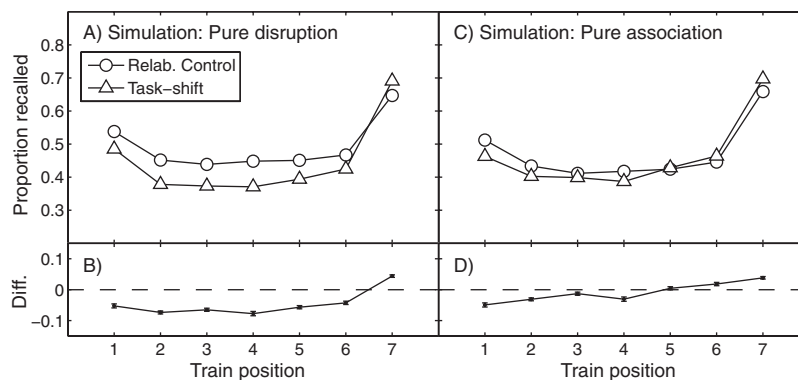 A) Simulation: Pure disruption
Relab. Control
Task−shift
Proportion recalled
0.8
0.7
0.6
0.5
0.4
0.3
C) Simulation: Pure association
B)
Diff.
0.1
0
−0.1
1 2 3 4 5 6 7
Train position
D)
1 2 3 4 5 6 7
Train position